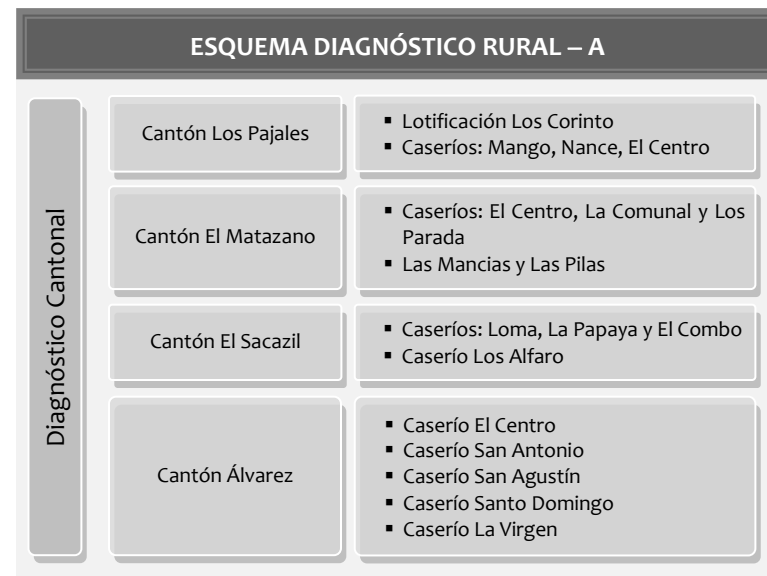 ESQUEMA DIAGNÓSTICO RURAL – A
Diagnóstico Cantonal
Cantón Los Pajales
▪ Lotificación Los Corinto
▪ Caseríos: Mango, Nance, El Centro
Cantón El Matazano
▪ Caseríos: El Centro, La Comunal y Los
Parada
▪ Las Mancias y Las Pilas
Cantón El Sacazil
▪ Caseríos: Loma, La Papaya y El Combo
▪ Caserío Los Alfaro
Cantón Álvarez
▪ Caserío El Centro
▪ Caserío San Antonio
▪ Caserío San Agustín
▪ Caserío Santo Domingo
▪ Caserío La Virgen